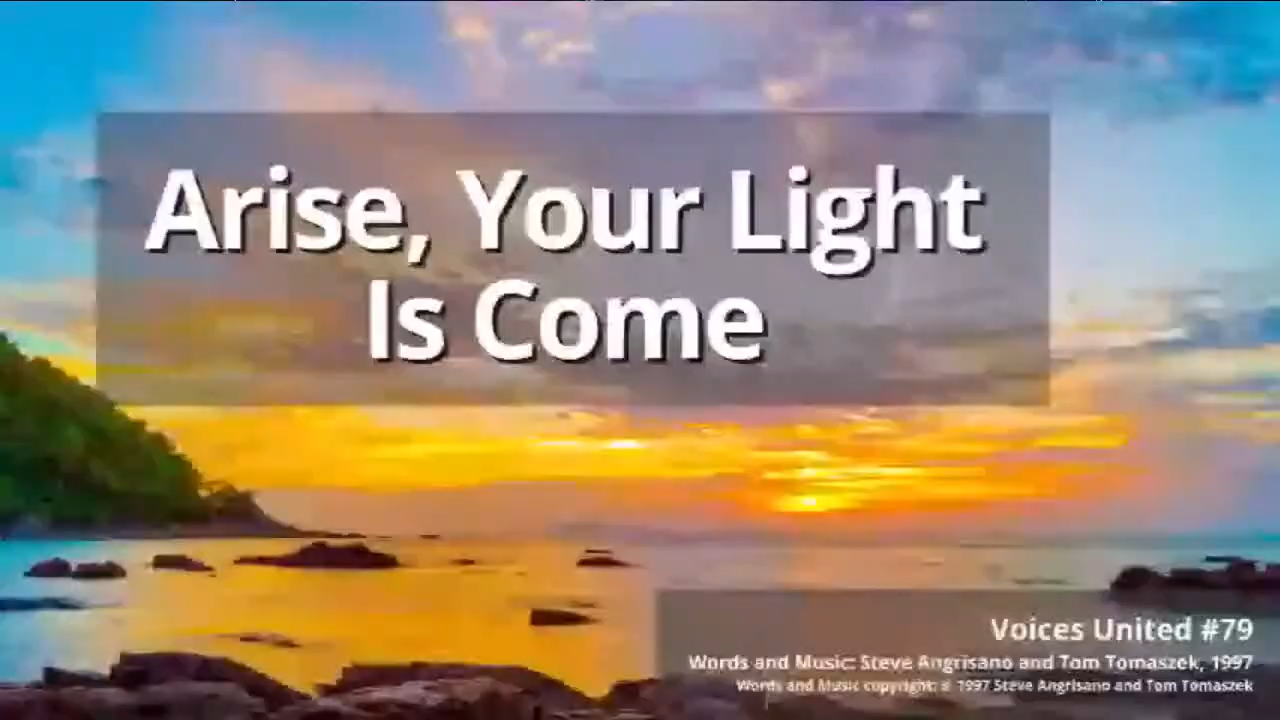 Arise, Your Light
Is Come
Voices United #79
Words and Music: Steve Angrisano and Tom Tomaszek, 1997
Words and Music copyright: © 1997 Steve Angrisano and Tom Tomaszek